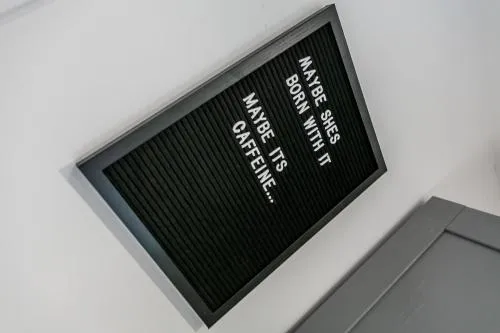 MAYBE SHES
BORN WITH IT
MAYBE ITS
CAFFEINE...